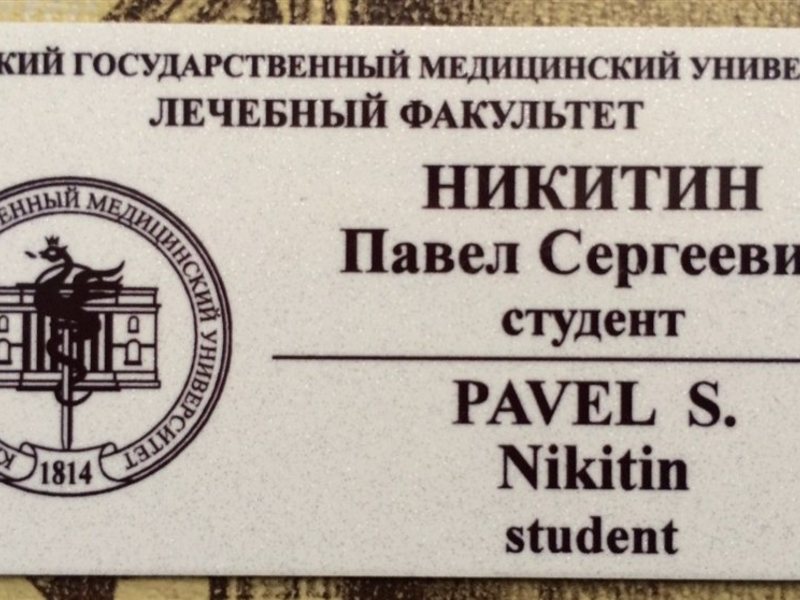 КИЙ ГОСУДАРСТВЕННЫЙ МЕДИЦИНСКИЙ УНИВЕ
ЛЕЧЕБНЫЙ ФАКУЛЬТЕТ
НИКИТИН
Павел Сергееви
студент
PAVEL S.
Nikitin
student
ЕННЫЙ МЕДИЦИНСКИЙ УНИВЕРСИТЕТ
1814